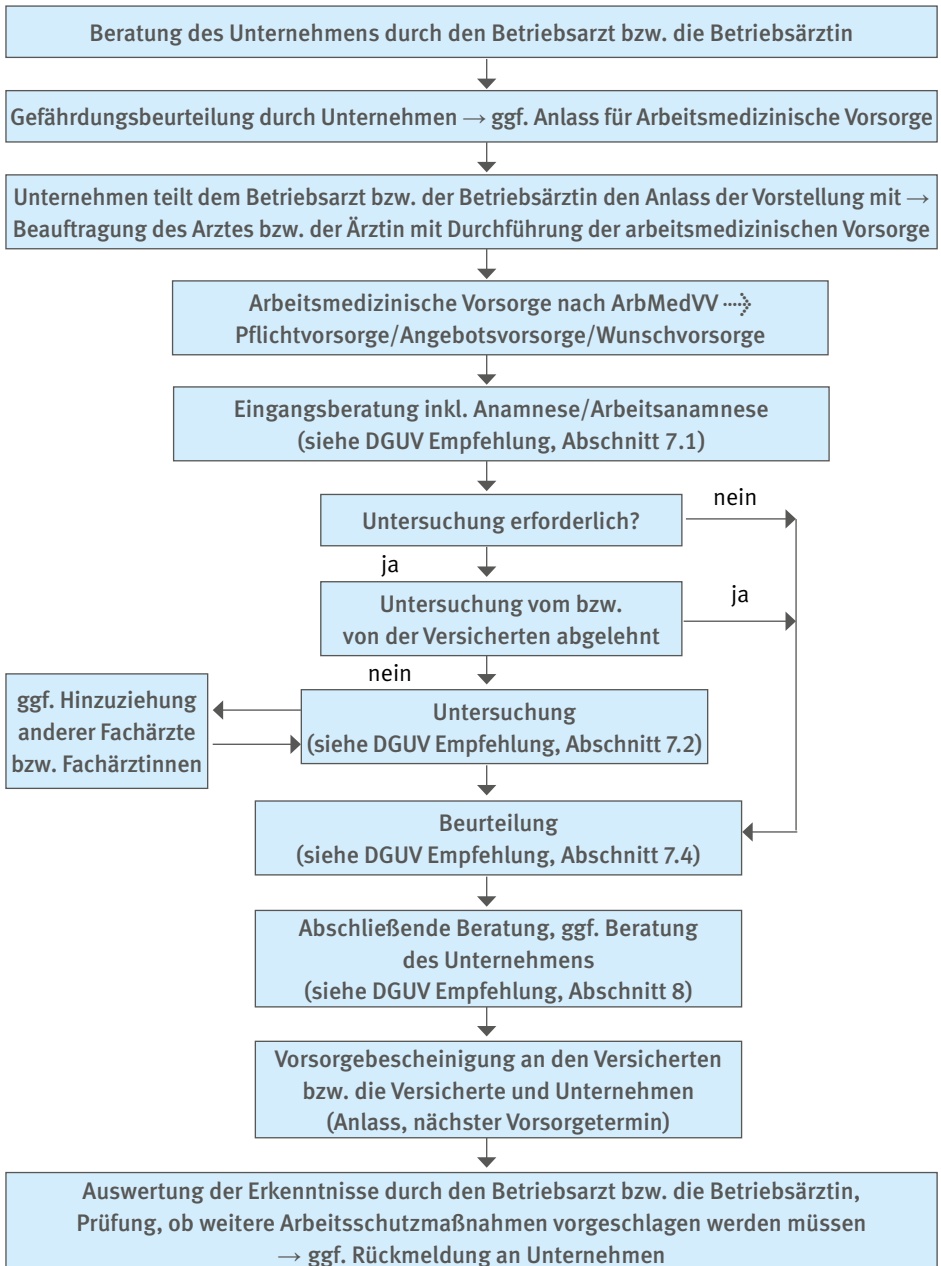 Beratung des Unternehmens durch den Betriebsarzt bzw. die Betriebsärztin
Gefährdungsbeurteilung durch Unternehmen → ggf. Anlass für Arbeitsmedizinische Vorsorge
Unternehmen teilt dem Betriebsarzt bzw. der Betriebsärztin den Anlass der Vorstellung mit →
Beauftragung des Arztes bzw. der Ärztin mit Durchführung der arbeitsmedizinischen Vorsorge
Arbeitsmedizinische Vorsorge nach ArbMedVV ⤑
Pflichtvorsorge/Angebotsvorsorge/Wunschvorsorge
Eingangsberatung inkl. Anamnese/Arbeitsanamnese
(siehe DGUV Empfehlung, Abschnitt 7.1)
Untersuchung erforderlich?
nein
ja
Untersuchung vom bzw.
von der Versicherten abgelehnt
ja
nein
ggf. Hinzuziehung
anderer Fachärzte
bzw. Fachärztinnen
Untersuchung
(siehe DGUV Empfehlung, Abschnitt 7.2)
Beurteilung
(siehe DGUV Empfehlung, Abschnitt 7.4)
Abschließende Beratung, ggf. Beratung
des Unternehmens
(siehe DGUV Empfehlung, Abschnitt 8)
Vorsorgebescheinigung an den Versicherten
bzw. die Versicherte und Unternehmen
(Anlass, nächster Vorsorgetermin)
Auswertung der Erkenntnisse durch den Betriebsarzt bzw. die Betriebsärztin,
Prüfung, ob weitere Arbeitsschutzmaßnahmen vorgeschlagen werden müssen
→ ggf. Rückmeldung an Unternehmen